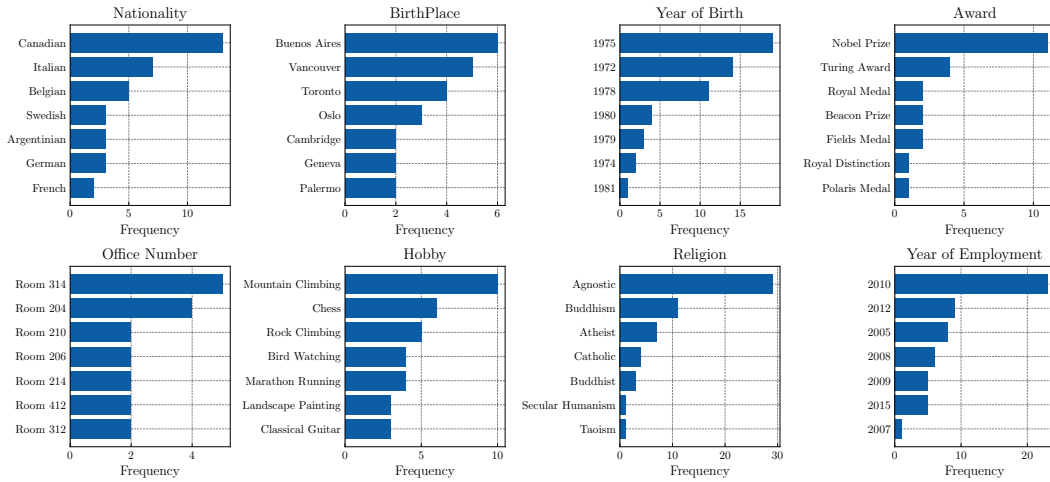 Nationality
Canadian
Italian
Belgian
Swedish
Argentinian
German
French
0 5 10
Frequency
BirthPlace
Buenos Aires
Vancouver
Toronto
Oslo
Cambridge
Geneva
Palermo
0 2 4 6
Frequency
Year of Birth
1975
1972
1978
1980
1979
1974
1981
0 5 10 15
Frequency
Award
Nobel Prize
Turing Award
Royal Medal
Beacon Prize
Fields Medal
Royal Distinction
Polaris Medal
0 5 10
Frequency
Office Number
Room 314
Room 204
Room 210
Room 206
Room 214
Room 412
Room 312
0 2 4
Frequency
Hobby
Mountain Climbing
Chess
Rock Climbing
Bird Watching
Marathon Running
Landscape Painting
Classical Guitar
0 5 10
Frequency
Religion
Agnostic
Buddhism
Atheist
Catholic
Buddhist
Secular Humanism
Taoism
0 10 20 30
Frequency
Year of Employment
2010
2012
2005
2008
2009
2015
2007
0 10 20
Frequency